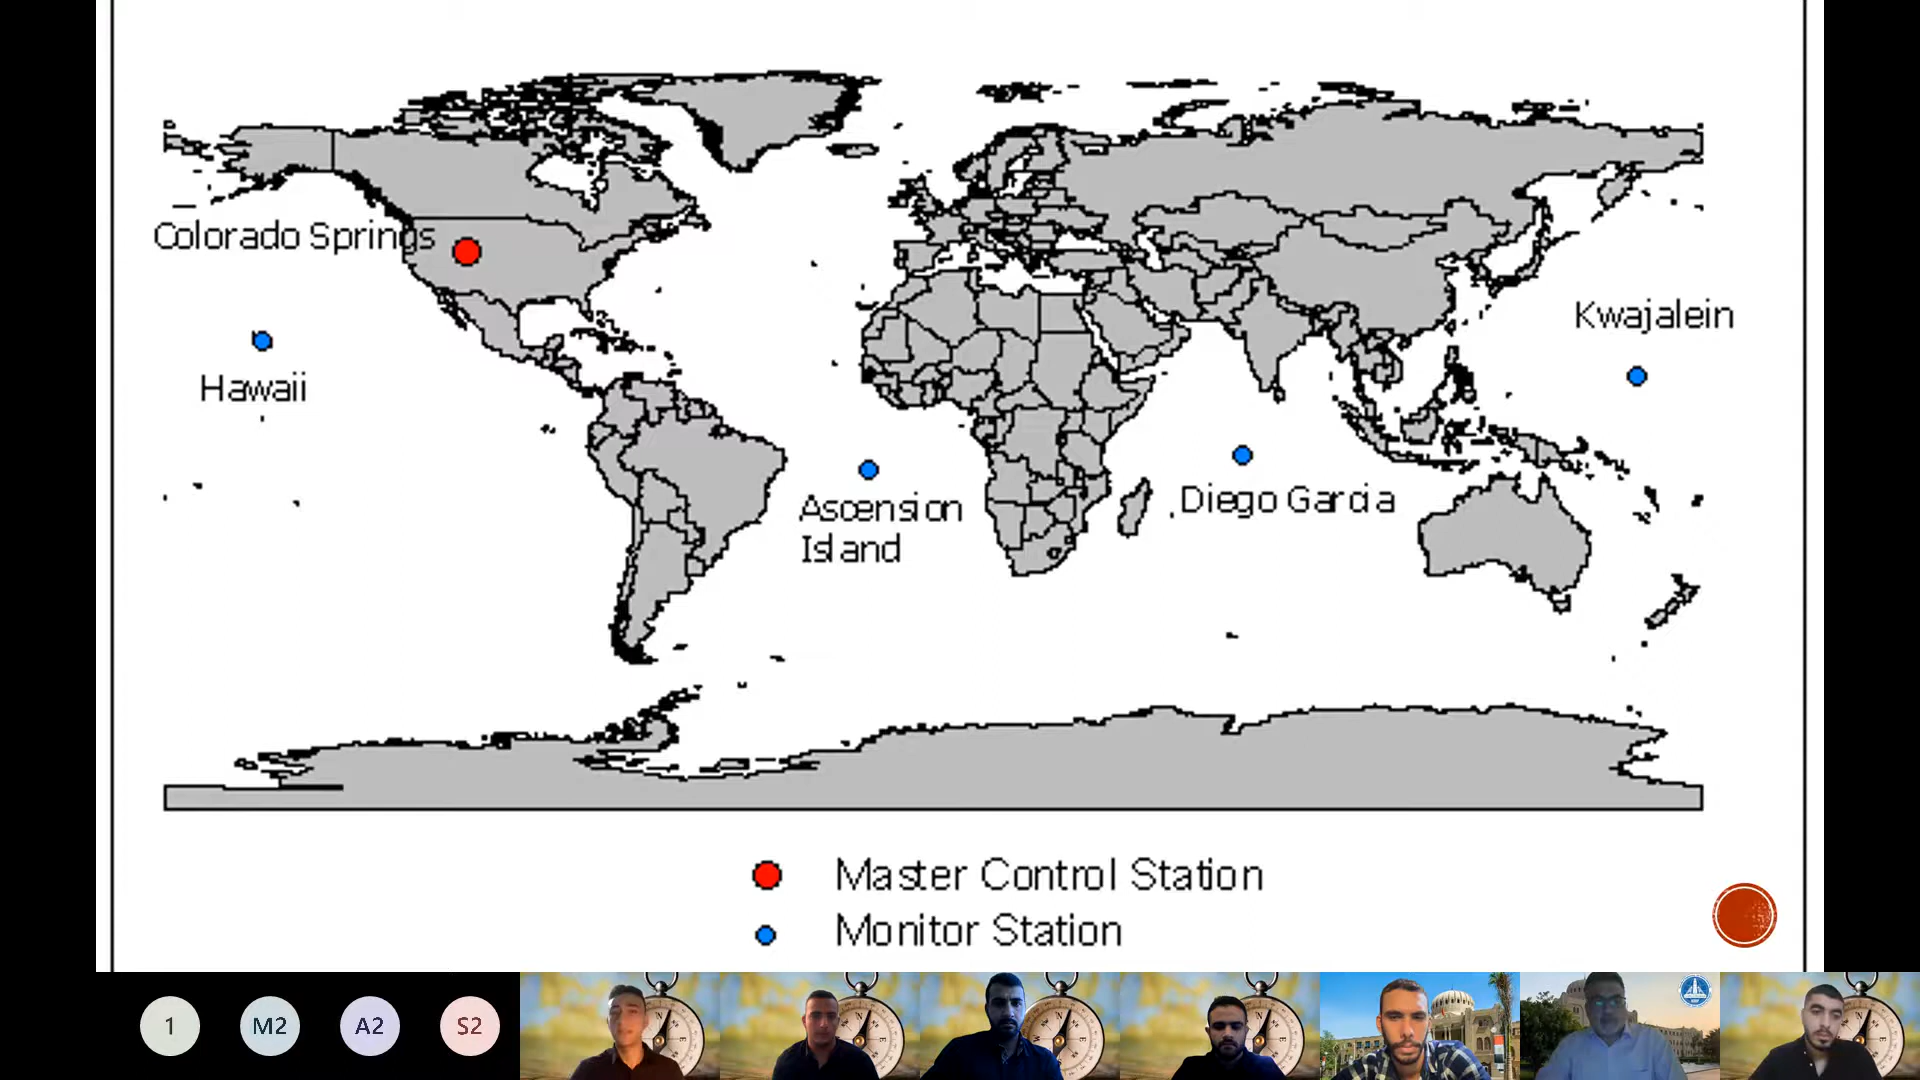 Colorado Springs
Kwajalein
Hawaii
Ascension
Island
Diego Garcia
Master Control Station
Monitor Station
1
M2
A2
S2